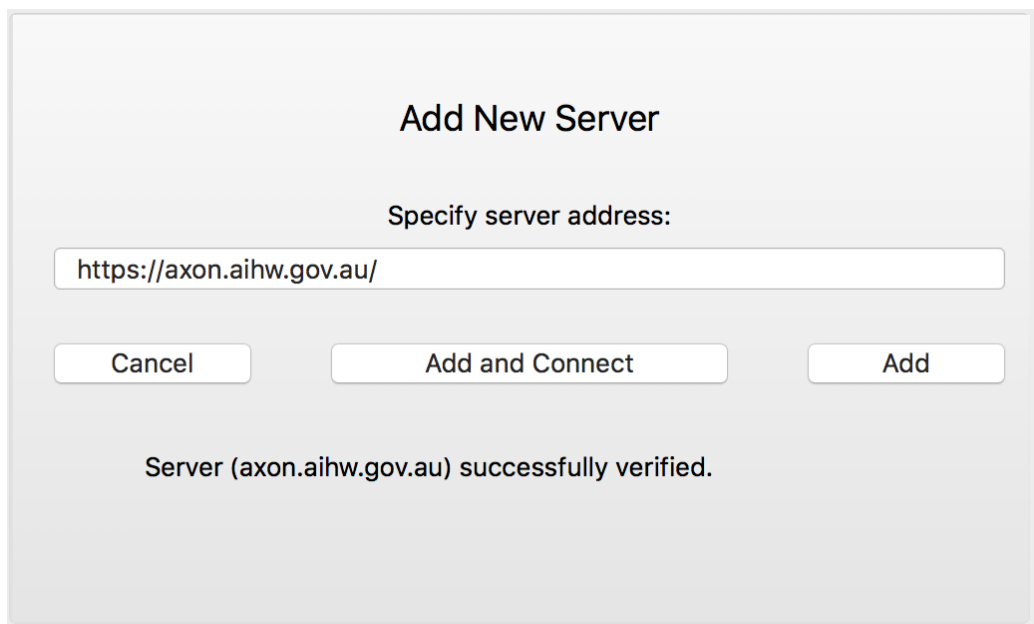 Add New Server
Specify server address:
https://axon.aihw.gov.au/
Cancel
Add and Connect
Add
Server (axon.aihw.gov.au) successfully verified.